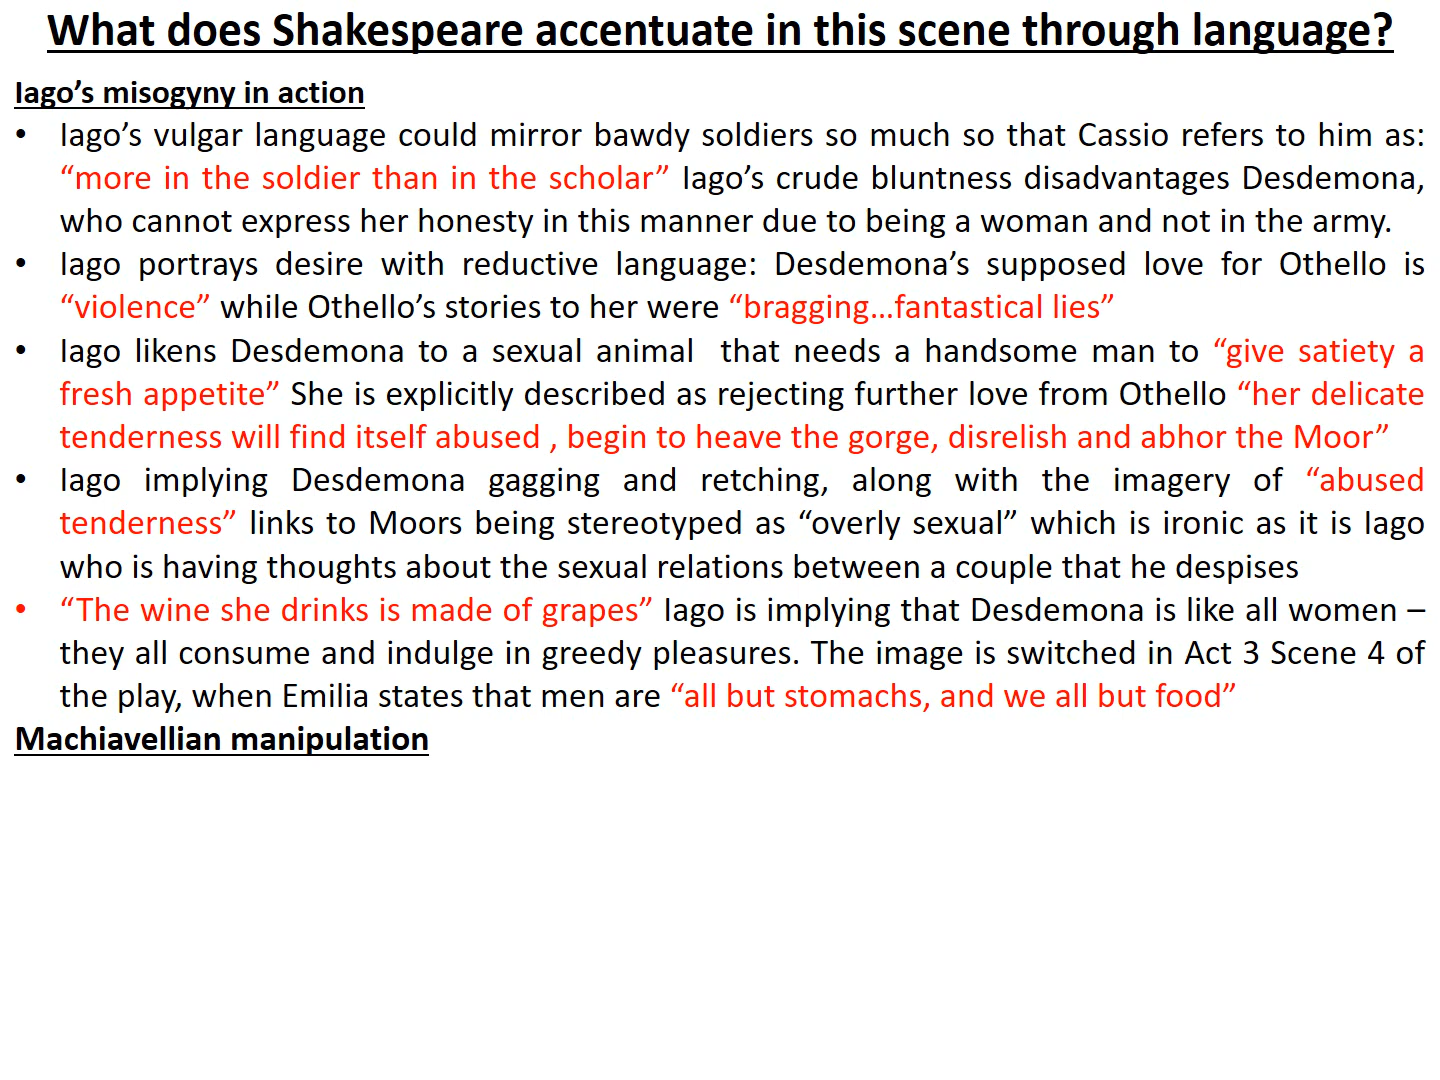 What does Shakespeare accentuate in this scene through language?
Iago’s misogyny in action
• Iago’s vulgar language could mirror bawdy soldiers so much so that Cassio refers to him as:
“more in the soldier than in the scholar” Iago’s crude bluntness disadvantages Desdemona,
who cannot express her honesty in this manner due to being a woman and not in the army.
• Iago portrays desire with reductive language: Desdemona’s supposed love for Othello is
“violence” while Othello’s stories to her were “bragging…fantastical lies”
• Iago likens Desdemona to a sexual animal  that needs a handsome man to “give satiety a
fresh appetite” She is explicitly described as rejecting further love from Othello “her delicate
tenderness will find itself abused , begin to heave the gorge, disrelish and abhor the Moor”
• Iago implying Desdemona gagging and retching, along with the imagery of “abused
tenderness” links to Moors being stereotyped as “overly sexual” which is ironic as it is Iago
who is having thoughts about the sexual relations between a couple that he despises
• “The wine she drinks is made of grapes” Iago is implying that Desdemona is like all women –
they all consume and indulge in greedy pleasures. The image is switched in Act 3 Scene 4 of
the play, when Emilia states that men are “all but stomachs, and we all but food”
Machiavellian manipulation